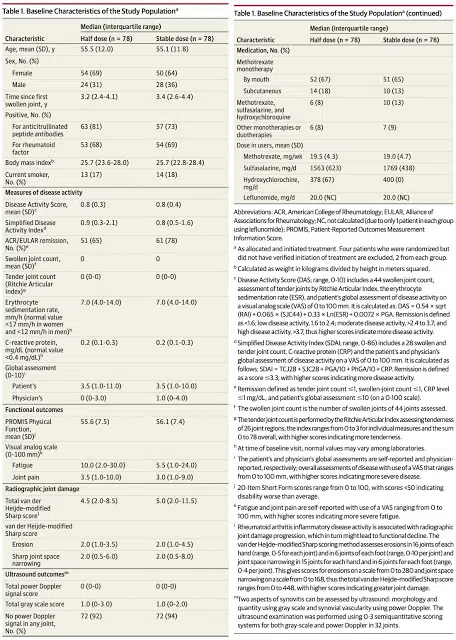 Table 1. Baseline Characteristics of the Study Populationᵃ
Median (interquartile range)
Characteristic Half dose (n = 78) Stable dose (n = 78)
Age, mean (SD), y 55.5 (12.0) 55.1 (11.8)
Sex, No. (%)
Female 54 (69) 50 (64)
Male 24 (31) 28 (36)
Time since first 3.2 (2.4-4.1) 3.4 (2.6-4.4)
swollen joint, y
Positive, No. (%)
For anticitrullinated 63 (81) 57 (73)
peptide antibodies
For rheumatoid 53 (68) 54 (69)
factor
Body mass indexᵇ 25.7 (23.6-28.0) 25.7 (22.8-28.4)
Current smoker, 13 (17) 14 (18)
No. (%)
Measures of disease activity
Disease Activity Score, 0.8 (0.3) 0.8 (0.4)
mean (SD)ᶜ
Simplified Disease 0.9 (0.3-2.1) 0.8 (0.5-1.6)
Activity Indexᵈ
ACR/EULAR remission, 51 (65) 61 (78)
No. (%)ᵉ
Swollen joint count, 0 0
mean (SD)ᶠ
Tender joint count 0 (0-0) 0 (0-0)
(Ritchie Articular
Index)ᵍ
Erythrocyte 7.0 (4.0-14.0) 7.0 (4.0-14.0)
sedimentation rate,
mm/h (normal value
<17 mm/h in women
and <12 mm/h in men)ʰ
C-reactive protein, 0.2 (0.1-0.3) 0.2 (0.1-0.3)
mg/dL (normal value
<0.4 mg/dL)ʰ
Global assessment
(0-10)ⁱ
Patient's 3.5 (1.0-11.0) 3.5 (1.0-10.0)
Physician's 0 (0-3.0) 1.0 (0-4.0)
Functional outcomes
PROMIS Physical 55.6 (7.5) 56.1 (7.4)
Function,
mean (SD)ʲ
Visual analog scale
(0-100 mm)ᵏ
Fatigue 10.0 (2.0-30.0) 5.5 (1.0-24.0)
Joint pain 3.5 (1.0-10.0) 3.0 (1.0-9.0)
Radiographic joint damage
Total van der 4.5 (2.0-8.5) 5.0 (2.0-11.5)
Heijde-modified
Sharp scoreˡ
van der Heijde-modified
Sharp score
Erosion 2.0 (1.0-3.5) 2.0 (1.0-4.5)
Sharp joint space 2.0 (0.5-6.0) 2.0 (0.5-8.0)
narrowing
Ultrasound outcomesᵐ
Total power Doppler 0 (0-0) 0 (0-0)
signal score
Total gray scale score 1.0 (0-3.0) 1.0 (0-2.0)
No power Doppler 72 (92) 72 (94)
signal in any joint,
No. (%)
Table 1. Baseline Characteristics of the Study Populationᵃ (continued)
Median (interquartile range)
Characteristic Half dose (n = 78) Stable dose (n = 78)
Medication, No. (%)
Methotrexate
monotherapy
By mouth 52 (67) 51 (65)
Subcutaneous 14 (18) 10 (13)
Methotrexate, 6 (8) 10 (13)
sulfasalazine, and
hydroxychloroquine
Other monotherapies or 6 (8) 7 (9)
duotherapies
Dose in users, mean (SD)
Methotrexate, mg/wk 19.5 (4.3) 19.0 (4.7)
Sulfasalazine, mg/d 1563 (623) 1769 (438)
Hydroxychlorochine, 378 (67) 400 (0)
mg/d
Leflunomide, mg/d 20.0 (NC) 20.0 (NC)
Abbreviations: ACR, American College of Rheumatology; EULAR, Alliance of
Associations for Rheumatology; NC, not calculated (due to only 1 patient in each group
using leflunomide); PROMIS, Patient-Reported Outcomes Measurement
Information Score.
ᵃ As allocated and initiated treatment. Four patients who were randomized but
did not have verified initiation of treatment are excluded, 2 from each group.
ᵇ Calculated as weight in kilograms divided by height in meters squared.
ᶜ Disease Activity Score (DAS; range, 0-10) includes a 44 swollen joint count,
assessment of tender joints by Ritchie Articular Index, the erythrocyte
sedimentation rate (ESR), and patient's global assessment of disease activity on
a visual analog scale (VAS) of 0 to 100 mm. It is calculated as: DAS = 0.54 × sqrt
(RAI) + 0.065 × (SJC44) + 0.33 × Ln(ESR) + 0.0072 × PGA. Remission is defined
as <1.6; low disease activity, 1.6 to 2.4; moderate disease activity, >2.4 to 3.7; and
high disease activity, >3.7, thus higher scores indicate more disease activity.
ᵈ Simplified Disease Activity Index (SDAI; range, 0-86) includes a 28 swollen and
tender joint count, C-reactive protein (CRP) and the patient's and physician's
global assessment of disease activity on a VAS of 0 to 100 mm. It is calculated as
follows: SDAI = TCJ28 + SJC28 + PGA/10 + PhGA/10 + CRP. Remission is defined
as a score ≤3.3, with higher scores indicating more disease activity.
ᵉ Remission defined as tender joint count ≤1, swollen-joint count ≤1, CRP level
≤1 mg/dL, and patient's global assessment ≤10 (on a 0-100 scale).
ᶠ The swollen joint count is the number of swollen joints of 44 joints assessed.
ᵍ The tender joint count is performed by the Ritchie Articular Index assessing tenderness
of 26 joint regions; the index ranges from 0 to 3 for individual measures and the sum
0 to 78 overall, with higher scores indicating more tenderness.
ʰ At time of baseline visit, normal values may vary among laboratories.
ⁱ The patient's and physician's global assessments are self-reported and physician-
reported, respectively; overall assessments of disease with use of a VAS that ranges
from 0 to 100 mm, with higher scores indicating more severe disease.
ʲ 20-Item Short Form scores range from 0 to 100, with scores <50 indicating
disability worse than average.
ᵏ Fatigue and joint pain are self-reported with use of a VAS ranging from 0 to
100 mm, with higher scores indicating more severe fatigue.
ˡ Rheumatoid arthritis inflammatory disease activity is associated with radiographic
joint damage progression, which in turn may lead to functional decline. The
van der Heijde-modified Sharp scoring method assesses erosions in 16 joints of each
hand (range, 0-5 for each joint) and in 6 joints of each foot (range, 0-10 per joint) and
joint space narrowing in 15 joints for each hand and in 6 joints for each foot (range,
0-4 per joint). This gives scores for erosions on a scale from 0 to 280 and joint space
narrowing on a scale from 0 to 168, thus the total van der Heijde-modified Sharp score
ranges from 0 to 448, with higher scores indicating greater joint damage.
ᵐ Two aspects of synovitis can be assessed by ultrasound: morphology and
quantity using gray scale and synovial vascularity using power Doppler. The
ultrasound examination was performed using 0-3 semiquantitative scoring
systems for both gray-scale and power Doppler in 32 joints.